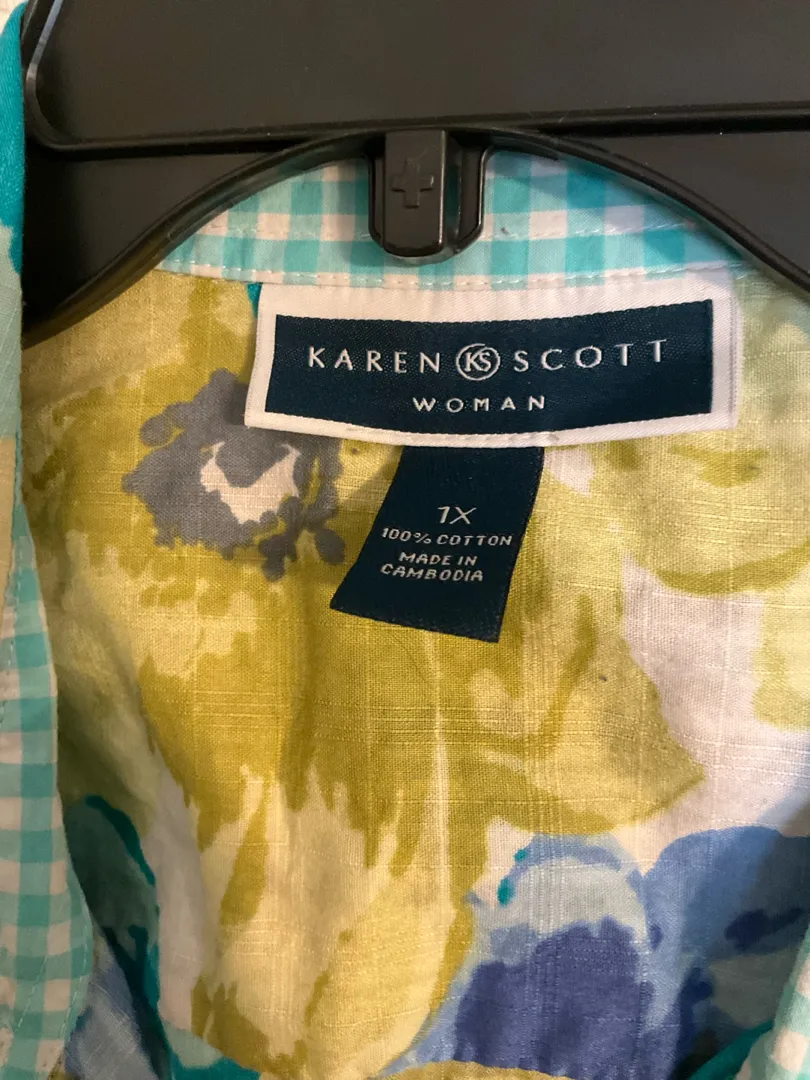 KAREN KS SCOTT
WOMAN
1X
100% COTTON
MADE IN
CAMBODIA